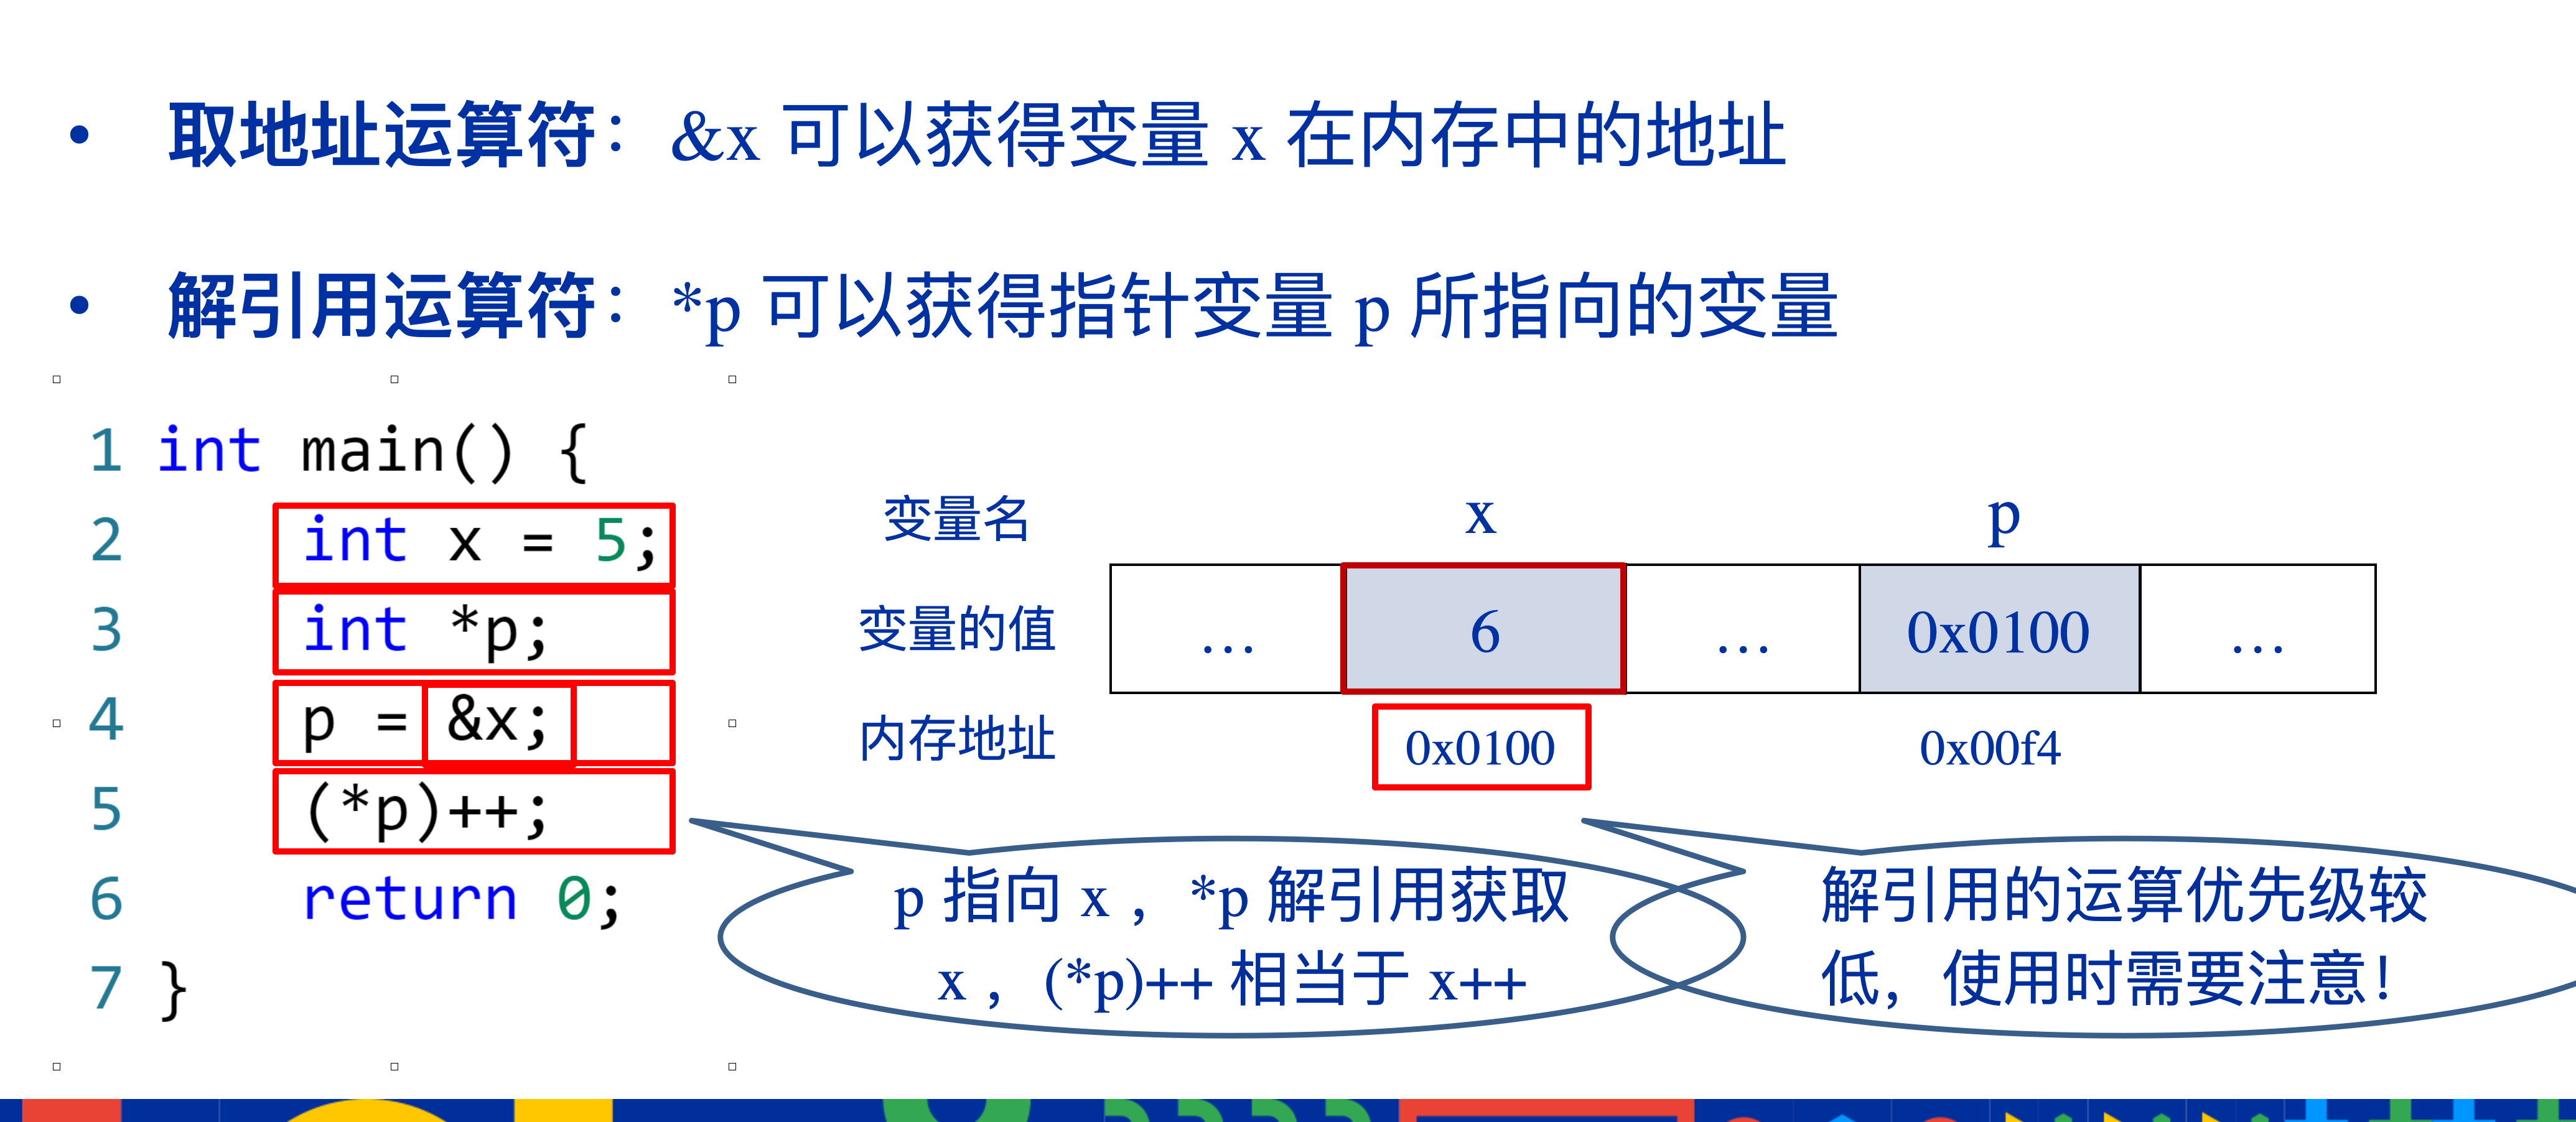 • 取地址运算符：&x 可以获得变量 x 在内存中的地址
• 解引用运算符：*p 可以获得指针变量 p 所指向的变量
1 int main() {
2 int x = 5;
3 int *p;
4 p = &x;
5 (*p)++;
6 return 0;
7 }
变量名 x p
变量的值 … 6 … 0x0100 …
内存地址 0x0100 0x00f4
p 指向 x ，*p 解引用获取
x ，(*p)++ 相当于 x++
解引用的运算优先级较
低，使用时需要注意！